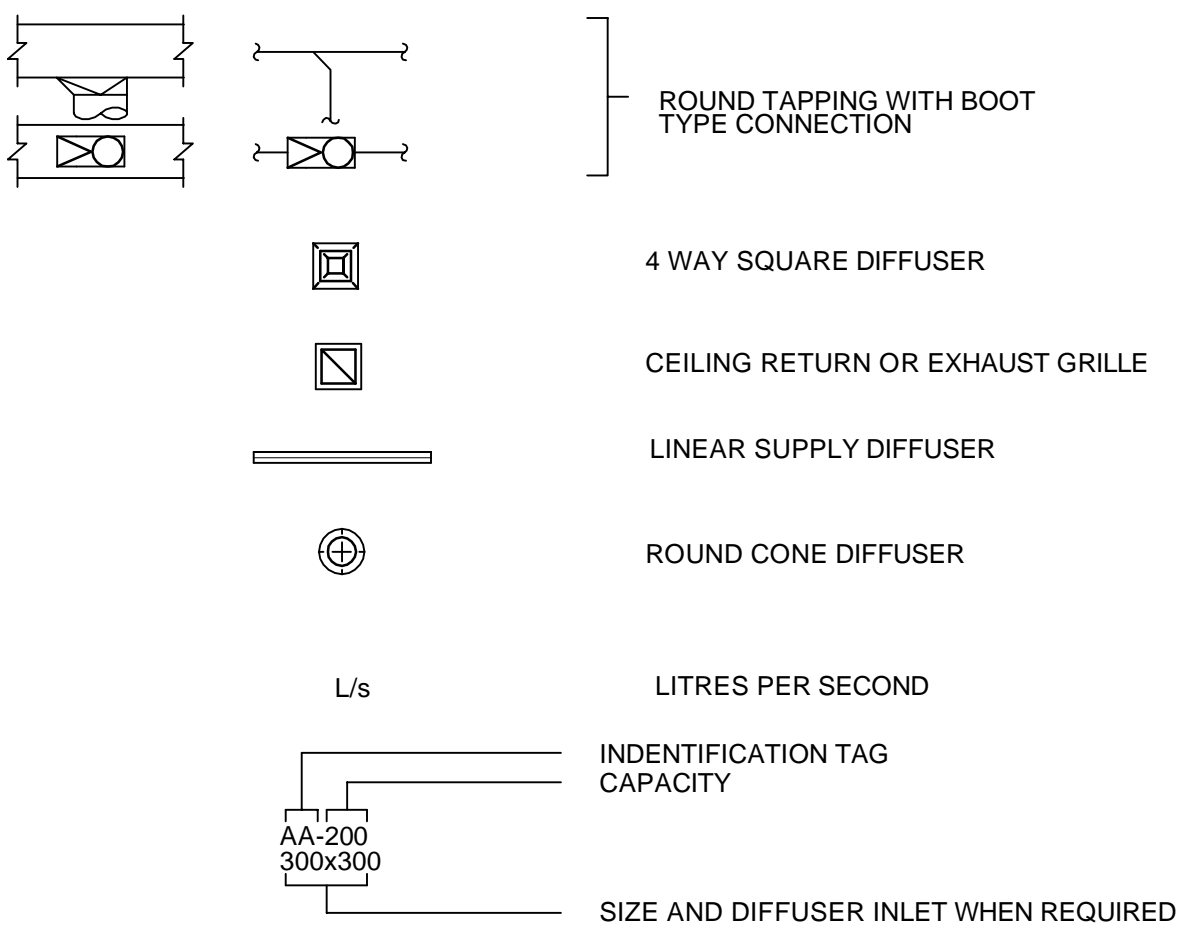 ROUND TAPPING WITH BOOT
TYPE CONNECTION
4 WAY SQUARE DIFFUSER
CEILING RETURN OR EXHAUST GRILLE
LINEAR SUPPLY DIFFUSER
ROUND CONE DIFFUSER
L/s LITRES PER SECOND
INDENTIFICATION TAG
CAPACITY
AA-200
300x300
SIZE AND DIFFUSER INLET WHEN REQUIRED